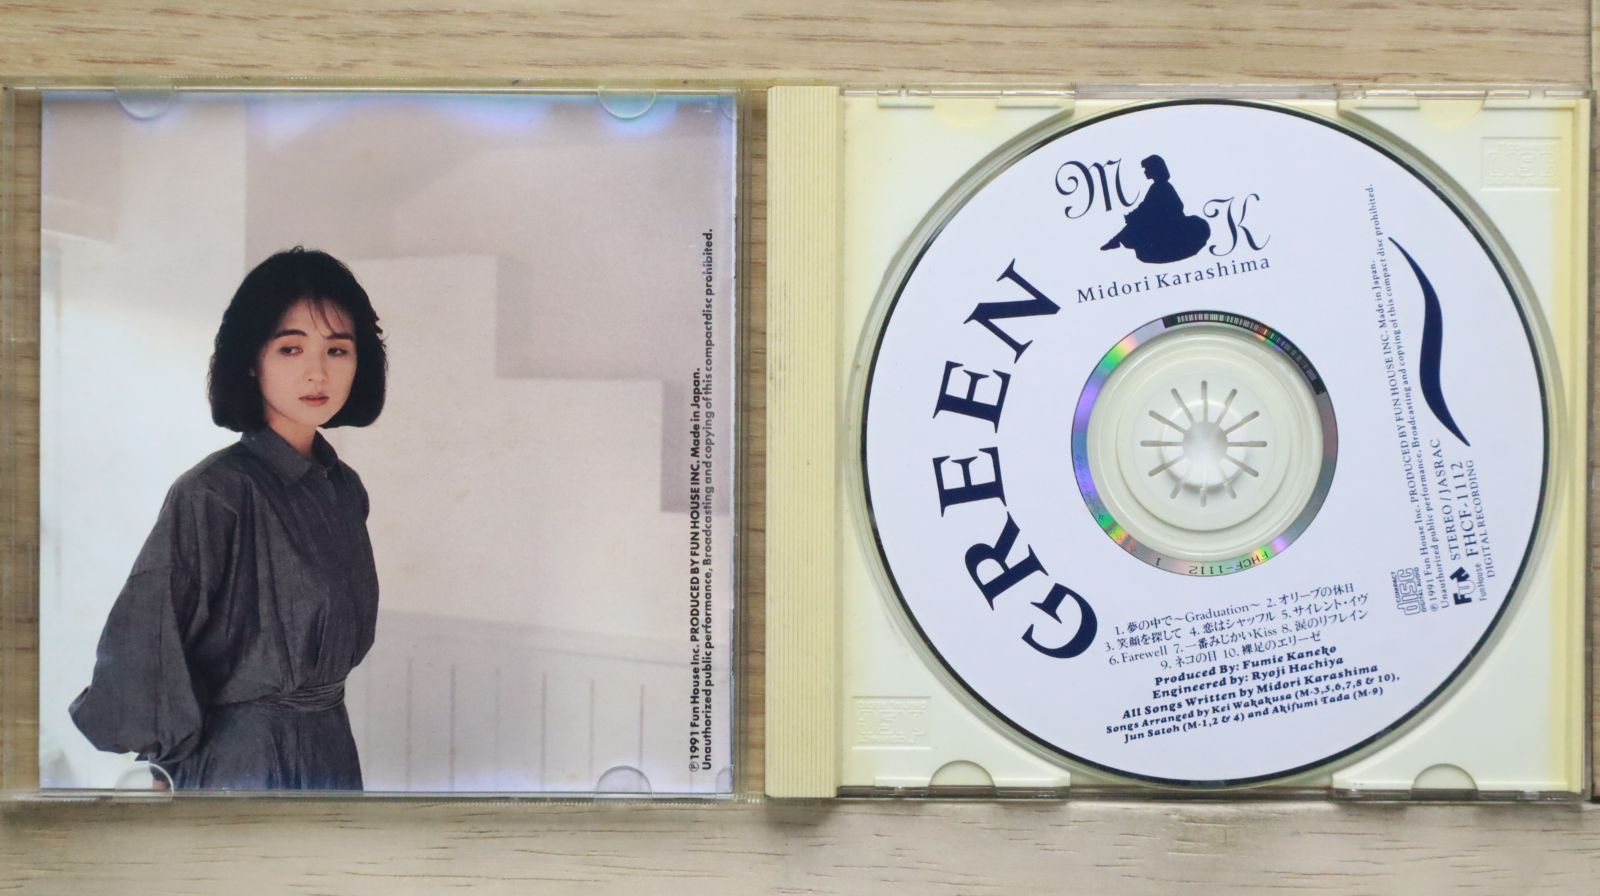 ℗1991 Fun House Inc. PRODUCED BY FUN HOUSE INC. Made in Japan.
Unauthorized public performance, Broadcasting and copying of this compact disc prohibited.
M K
Midori Karashima
GREEN
FHCF-1112 1
1. 夢の中で〜Graduation〜 2. オリーブの休日
3. 笑顔を探して 4. 恋はシャッフル 5. サイレント・イヴ
6. Farewell 7. 一番みじかいKiss 8. 涙のリフレイン
9. ネコの目 10. 裸足のエリーゼ
Produced By: Fumie Kaneko
Engineered by: Ryoji Hachiya
All Songs Written by Midori Karashima
Songs Arranged by Kei Wakakusa (M-3,5,6,7,8 & 10),
Jun Satoh (M-1,2 & 4) and Akifumi Tada (M-9)
COMPACT
disc
DIGITAL AUDIO
℗1991 Fun House Inc. PRODUCED BY FUN HOUSE INC. Made in Japan.
Unauthorized public performance, Broadcasting and copying of this compact disc prohibited.
FUN
Fun House
STEREO/JASRAC
FHCF-1112
DIGITAL RECORDING